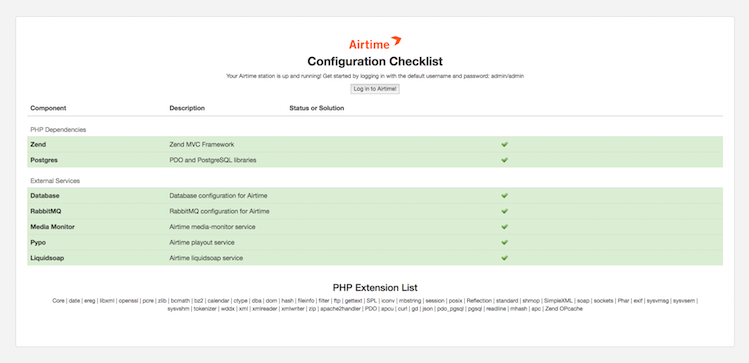 Airtime
Configuration Checklist
Your Airtime station is up and running! Get started by logging in with the default username and password: admin/admin
Log in to Airtime!
Component Description Status or Solution
PHP Dependencies
Zend Zend MVC Framework
Postgres PDO and PostgreSQL libraries
External Services
Database Database configuration for Airtime
RabbitMQ RabbitMQ configuration for Airtime
Media Monitor Airtime media-monitor service
Pypo Airtime playout service
Liquidsoap Airtime liquidsoap service
PHP Extension List
Core | date | ereg | libxml | openssl | pcre | zlib | bcmath | bz2 | calendar | ctype | dba | dom | hash | fileinfo | filter | ftp | gettext | SPL | iconv | mbstring | session | posix | Reflection | standard | shmop | SimpleXML | soap | sockets | Phar | exif | sysvmsg | sysvsem |
sysvshm | tokenizer | wddx | xml | xmlreader | xmlwriter | zip | apache2handler | PDO | apcu | curl | gd | json | pdo_pgsql | pgsql | readline | mhash | apc | Zend OPcache